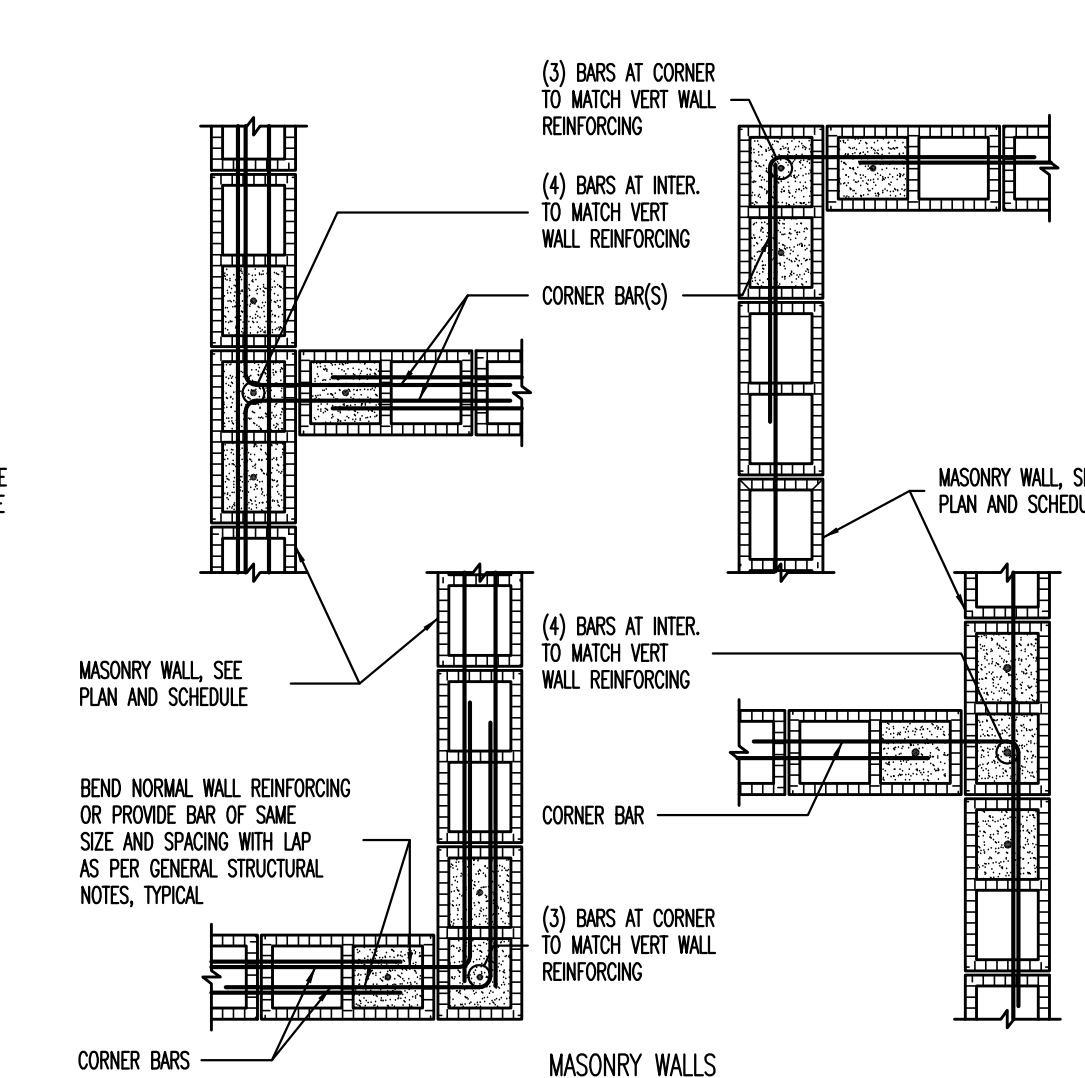 (3) BARS AT CORNER
TO MATCH VERT WALL
REINFORCING
(4) BARS AT INTER.
TO MATCH VERT
WALL REINFORCING
CORNER BAR(S)
MASONRY WALL,
PLAN AND
(4) BARS AT INTER.
TO MATCH VERT
WALL REINFORCING
MASONRY WALL, SEE
PLAN AND SCHEDULE
BEND NORMAL WALL REINFORCING
OR PROVIDE BAR OF SAME
SIZE AND SPACING WITH LAP
AS PER GENERAL STRUCTURAL
NOTES, TYPICAL
CORNER BAR
(3) BARS AT CORNER
TO MATCH VERT WALL
REINFORCING
CORNER BARS
MASONRY WALLS